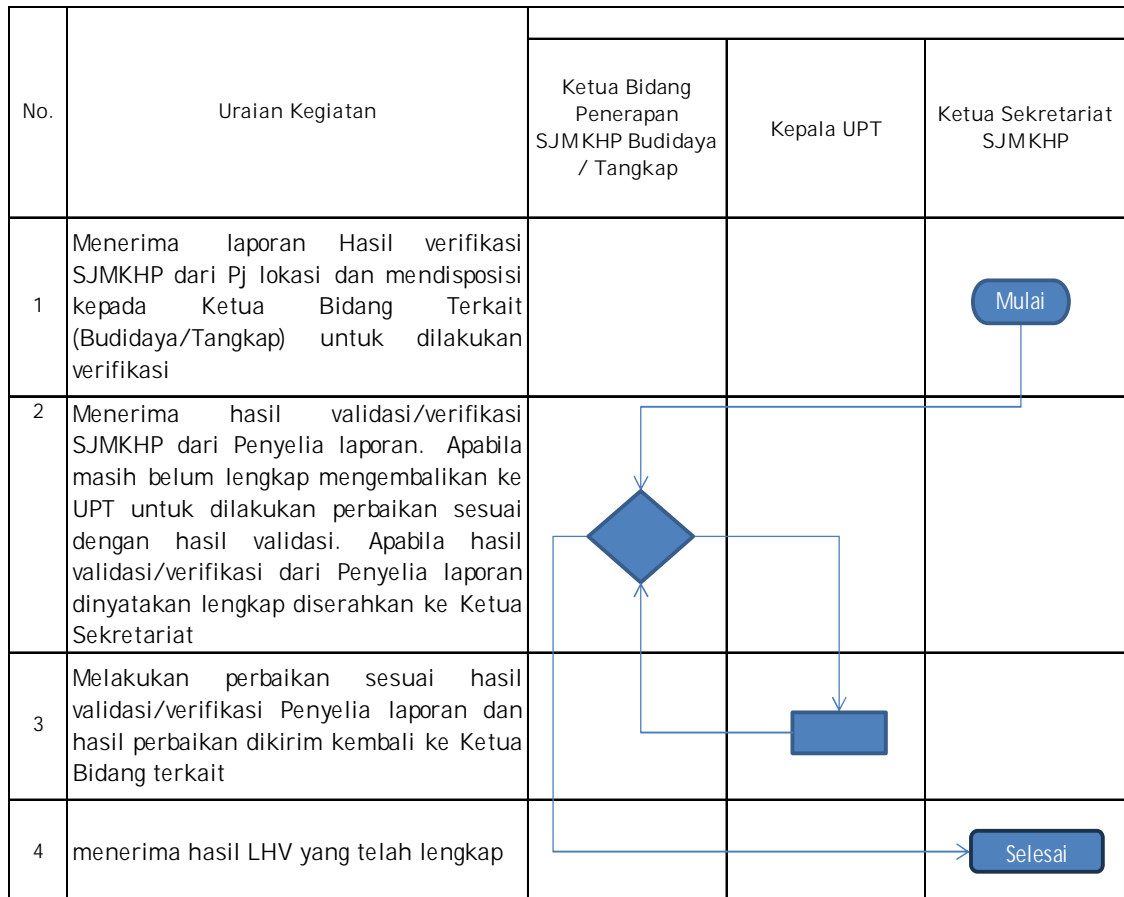 No.
Uraian Kegiatan
Ketua Bidang
Penerapan
SJMKHP Budidaya
/ Tangkap
Kepala UPT
Ketua Sekretariat
SJMKHP
1
Menerima laporan Hasil verifikasi
SJMKHP dari Pj lokasi dan mendisposisi
kepada Ketua Bidang Terkait
(Budidaya/Tangkap) untuk dilakukan
verifikasi
Mulai
2
Menerima hasil validasi/verifikasi
SJMKHP dari Penyelia laporan. Apabila
masih belum lengkap mengembalikan ke
UPT untuk dilakukan perbaikan sesuai
dengan hasil validasi. Apabila hasil
validasi/verifikasi dari Penyelia laporan
dinyatakan lengkap diserahkan ke Ketua
Sekretariat
3
Melakukan perbaikan sesuai hasil
validasi/verifikasi Penyelia laporan dan
hasil perbaikan dikirim kembali ke Ketua
Bidang terkait
4
menerima hasil LHV yang telah lengkap
Selesai